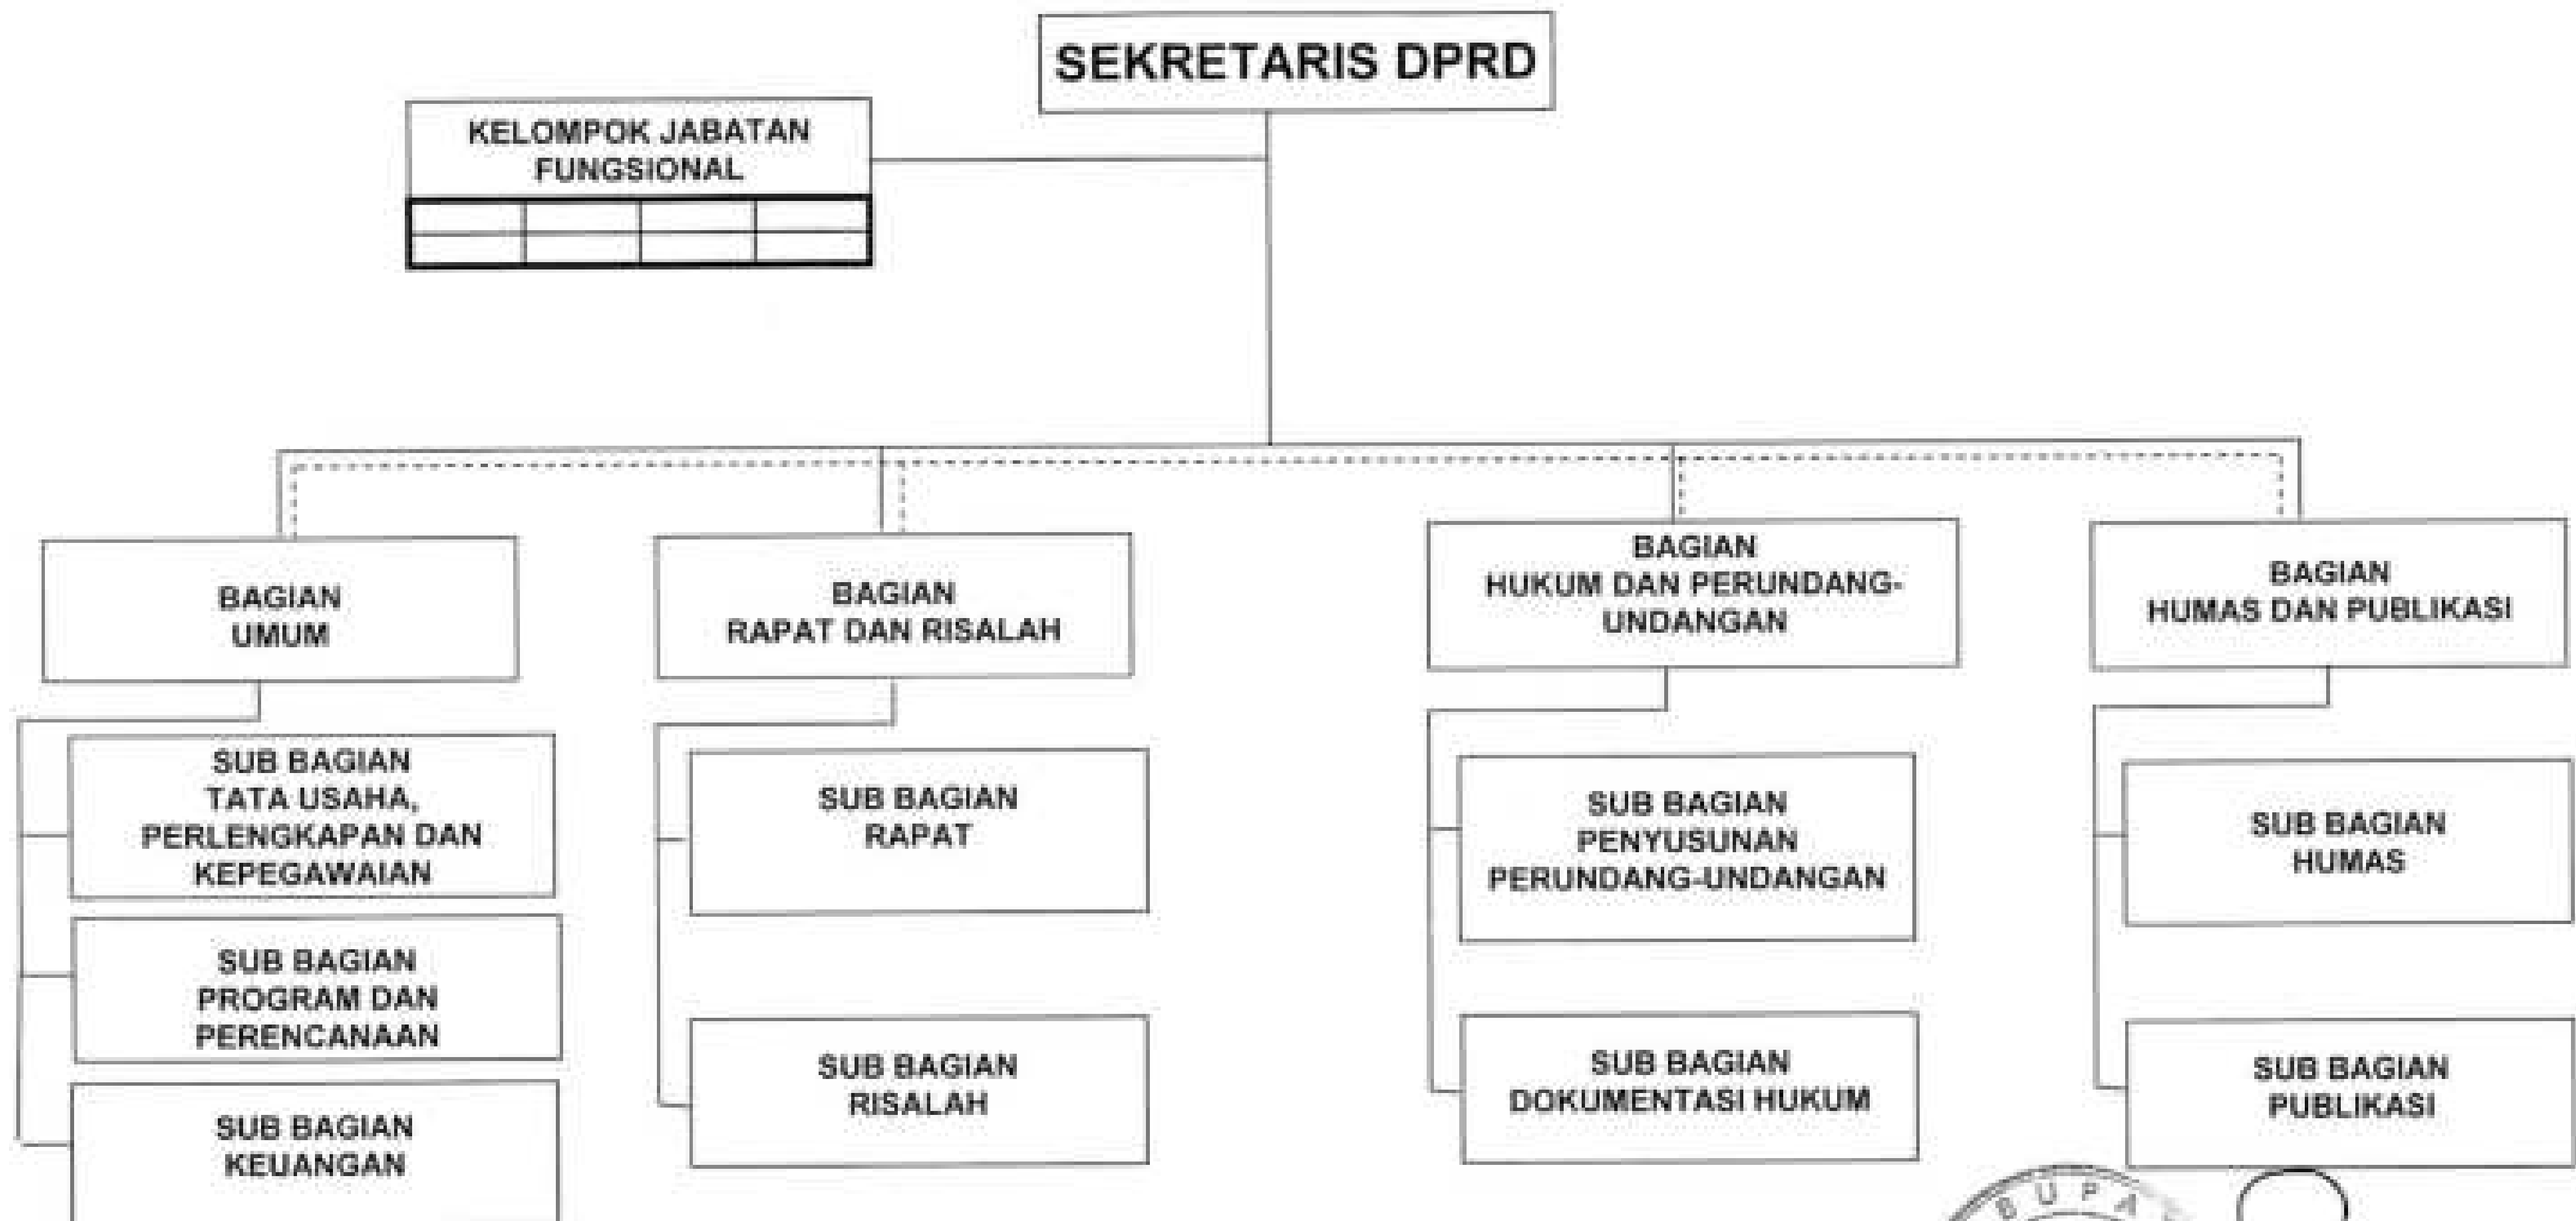 SEKRETARIS DPRD
KELOMPOK JABATAN
FUNGSIONAL
BAGIAN
UMUM
BAGIAN
RAPAT DAN RISALAH
BAGIAN
HUKUM DAN PERUNDANG-
UNDANGAN
BAGIAN
HUMAS DAN PUBLIKASI
SUB BAGIAN
TATA USAHA,
PERLENGKAPAN DAN
KEPEGAWAIAN
SUB BAGIAN
PROGRAM DAN
PERENCANAAN
SUB BAGIAN
KEUANGAN
SUB BAGIAN
RAPAT
SUB BAGIAN
RISALAH
SUB BAGIAN
PENYUSUNAN
PERUNDANG-UNDANGAN
SUB BAGIAN
DOKUMENTASI HUKUM
SUB BAGIAN
HUMAS
SUB BAGIAN
PUBLIKASI